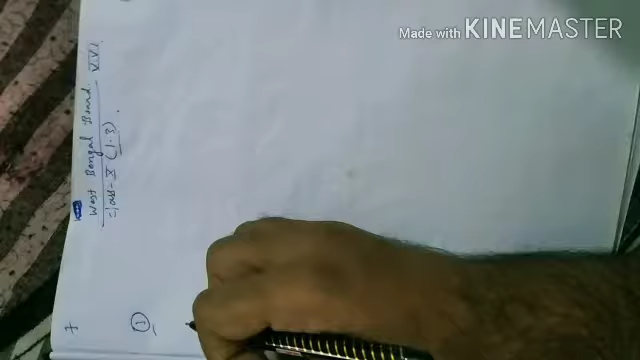 Made with KINEMASTER
West Bengal Board. V.V.I.
Class-X (1.3).
①